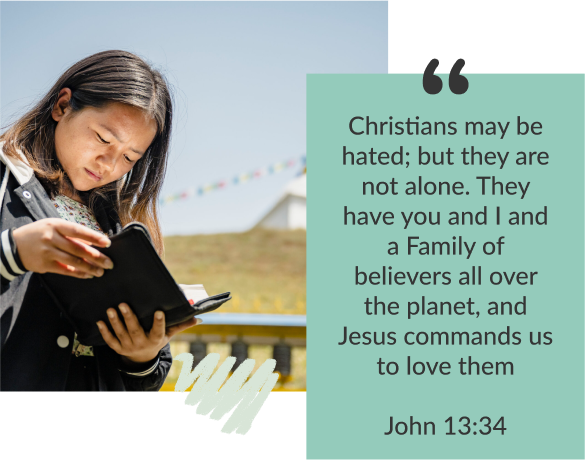 “
Christians may be
hated; but they are
not alone. They
have you and I and
a Family of
believers all over
the planet, and
Jesus commands us
to love them
John 13:34